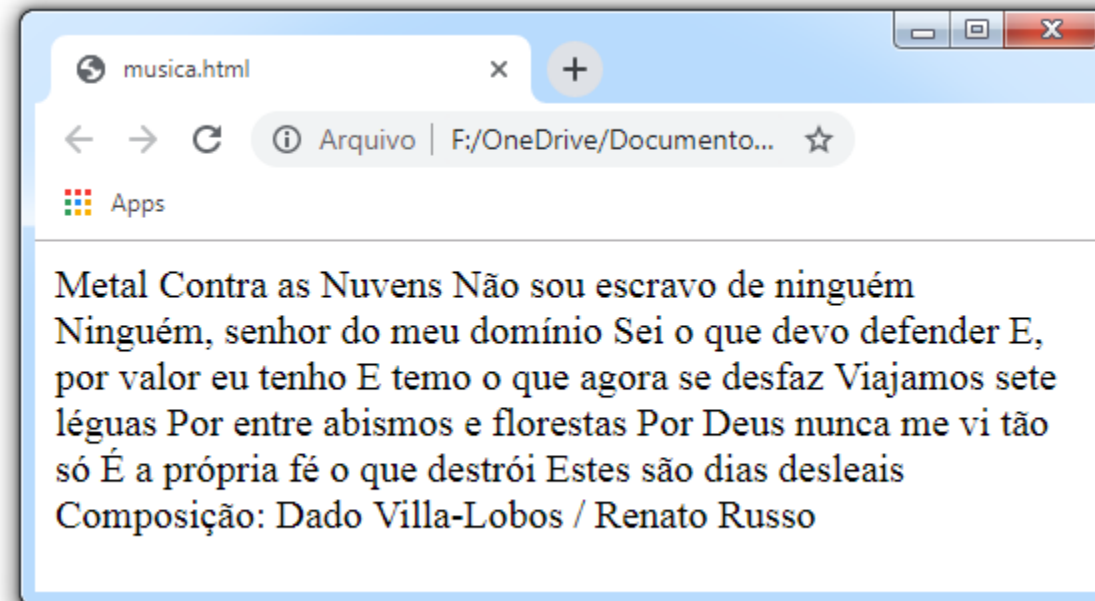 musica.html
Arquivo F:/OneDrive/Documento...
Apps
Metal Contra as Nuvens Não sou escravo de ninguém
Ninguém, senhor do meu domínio Sei o que devo defender E,
por valor eu tenho E temo o que agora se desfaz Viajamos sete
léguas Por entre abismos e florestas Por Deus nunca me vi tão
só É a própria fé o que destrói Estes são dias desleais
Composição: Dado Villa-Lobos / Renato Russo